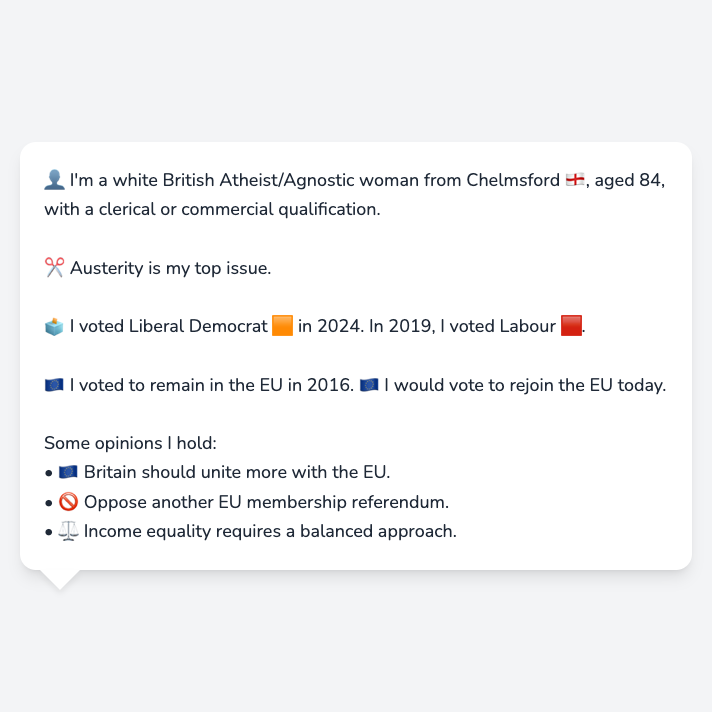 👤 I'm a white British Atheist/Agnostic woman from Chelmsford 🏴󠁧󠁢󠁥󠁮󠁧󠁿, aged 84,
with a clerical or commercial qualification.
✂️ Austerity is my top issue.
🗳️ I voted Liberal Democrat 🟧 in 2024. In 2019, I voted Labour 🟥.
🇪🇺 I voted to remain in the EU in 2016. 🇪🇺 I would vote to rejoin the EU today.
Some opinions I hold:
• 🇪🇺 Britain should unite more with the EU.
• 🚫 Oppose another EU membership referendum.
• ⚖️ Income equality requires a balanced approach.